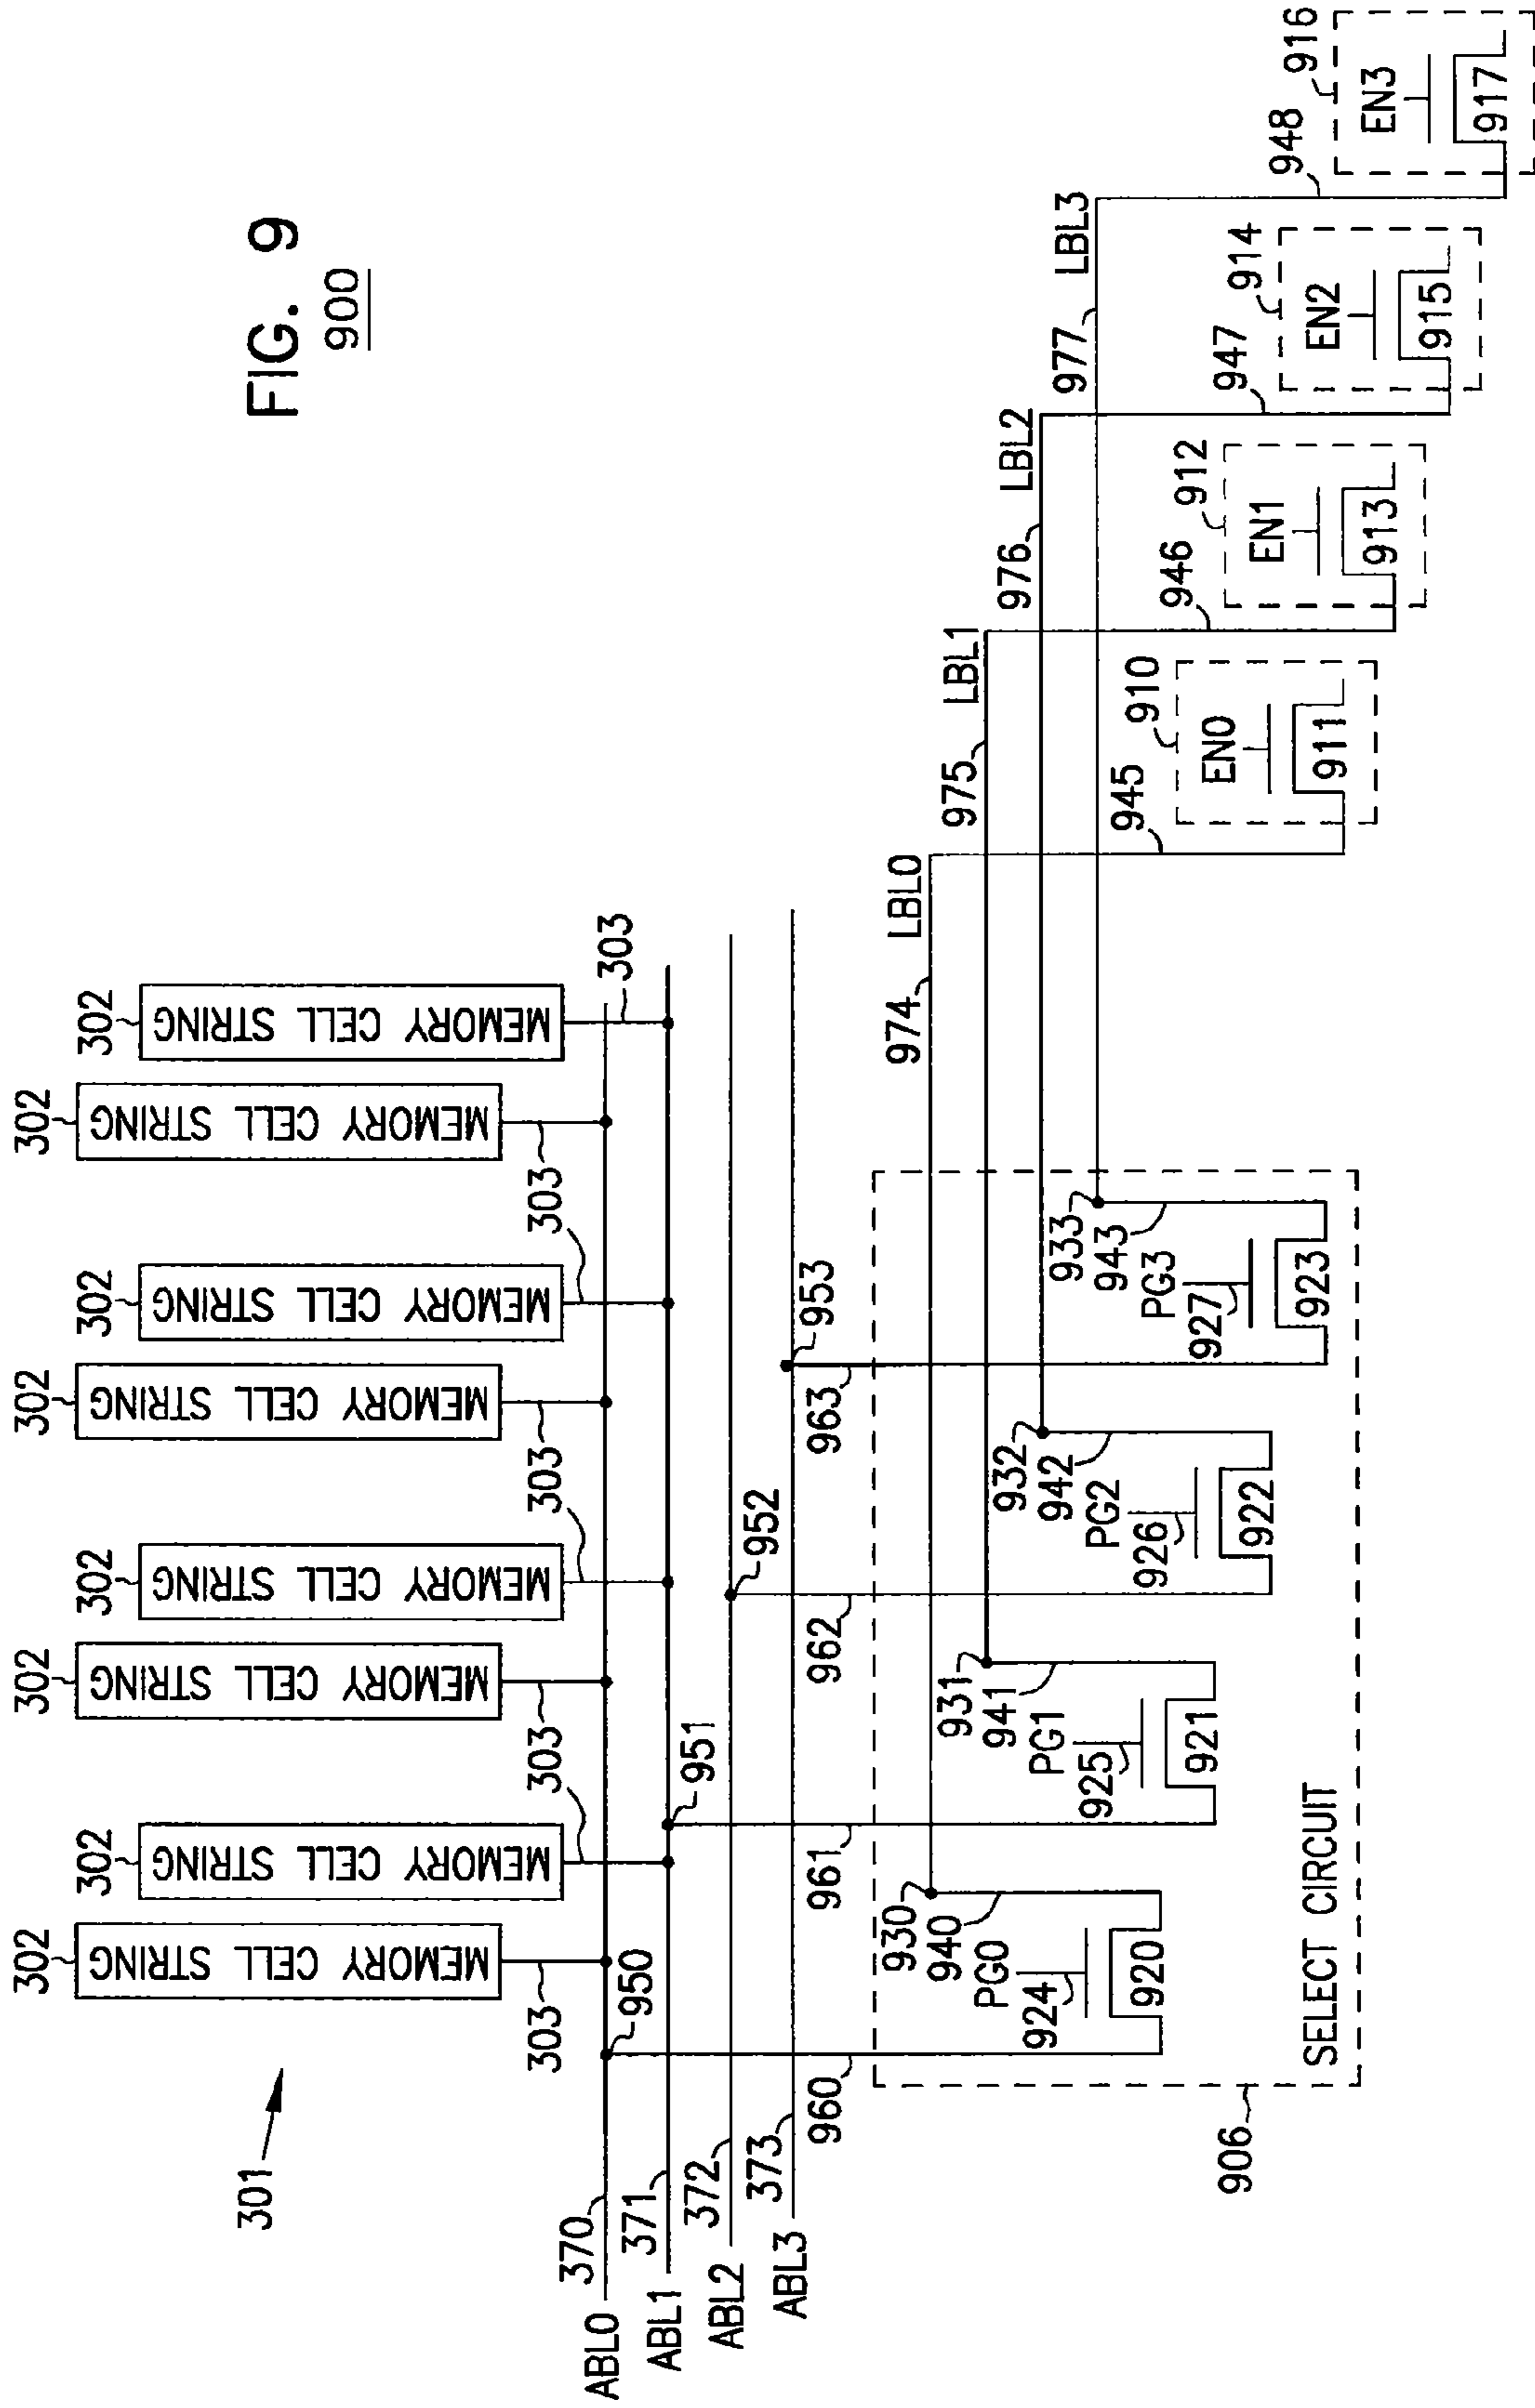 FIG. 9
900
301
302
302
302
302
302
302
302
302
MEMORY CELL STRING
MEMORY CELL STRING
MEMORY CELL STRING
MEMORY CELL STRING
MEMORY CELL STRING
MEMORY CELL STRING
MEMORY CELL STRING
MEMORY CELL STRING
303
303
303
303
303
303
303
303
ABL0
370
ABL1
371
ABL2
372
ABL3
373
950
951
952
953
960
961
962
963
906
SELECT CIRCUIT
930
940
PG0
924
920
931
941
PG1
925
921
932
942
PG2
926
922
933
943
PG3
927
923
974
LBL0
975
LBL1
976
LBL2
977
LBL3
945
910
EN0
911
946
912
EN1
913
947
914
EN2
915
948
916
EN3
917